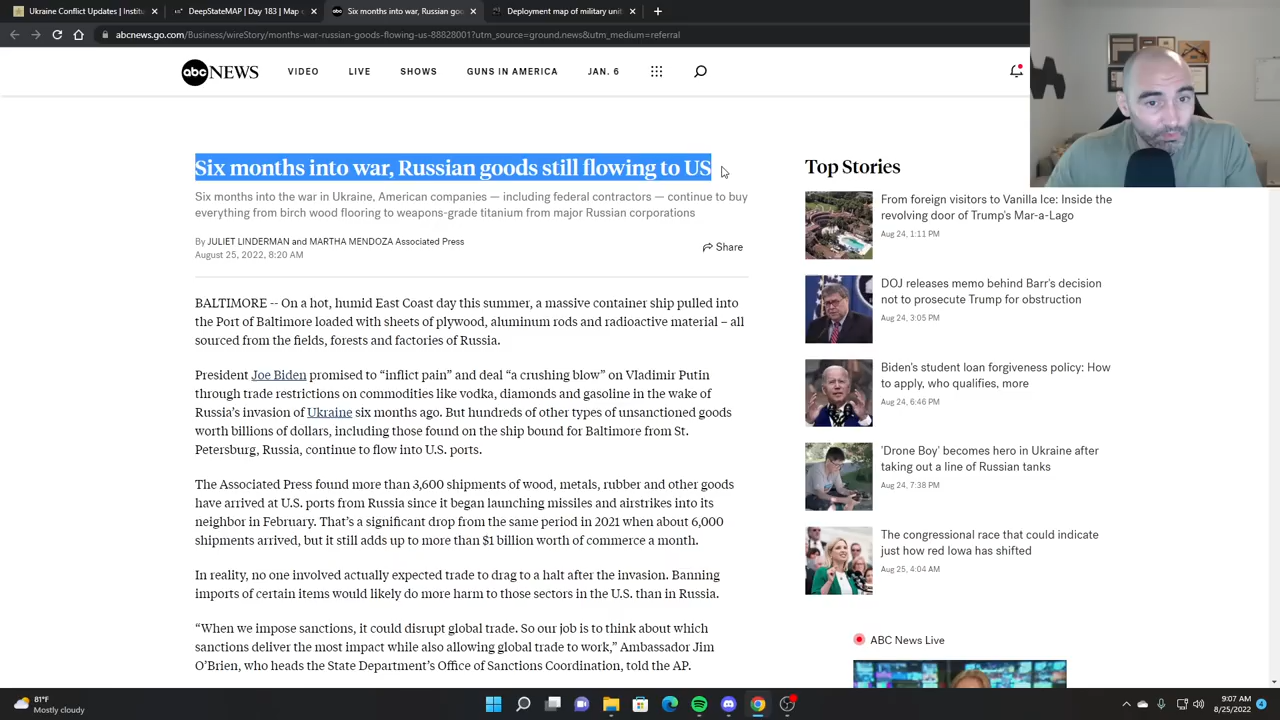 Ukraine Conflict Updates | Inst
DeepStateMAP | Day 183 | Map o
Six months into war, Russian goo
Deployment map of military unit
abcnews.go.com/Business/wireStory/months-war-russian-goods-flowing-us-88828001?utm_source=ground.news&utm_medium=referral
abc NEWS
VIDEO
LIVE
SHOWS
GUNS IN AMERICA
JAN. 6
Six months into war, Russian goods still flowing to US
Six months into the war in Ukraine, American companies — including federal contractors — continue to buy
everything from birch wood flooring to weapons-grade titanium from major Russian corporations
By JULIET LINDERMAN and MARTHA MENDOZA Associated Press
August 25, 2022, 8:20 AM
Share
BALTIMORE -- On a hot, humid East Coast day this summer, a massive container ship pulled into
the Port of Baltimore loaded with sheets of plywood, aluminum rods and radioactive material – all
sourced from the fields, forests and factories of Russia.
President Joe Biden promised to “inflict pain” and deal “a crushing blow” on Vladimir Putin
through trade restrictions on commodities like vodka, diamonds and gasoline in the wake of
Russia’s invasion of Ukraine six months ago. But hundreds of other types of unsanctioned goods
worth billions of dollars, including those found on the ship bound for Baltimore from St.
Petersburg, Russia, continue to flow into U.S. ports.
The Associated Press found more than 3,600 shipments of wood, metals, rubber and other goods
have arrived at U.S. ports from Russia since it began launching missiles and airstrikes into its
neighbor in February. That’s a significant drop from the same period in 2021 when about 6,000
shipments arrived, but it still adds up to more than $1 billion worth of commerce a month.
In reality, no one involved actually expected trade to drag to a halt after the invasion. Banning
imports of certain items would likely do more harm to those sectors in the U.S. than in Russia.
“When we impose sanctions, it could disrupt global trade. So our job is to think about which
sanctions deliver the most impact while also allowing global trade to work,” Ambassador Jim
O’Brien, who heads the State Department’s Office of Sanctions Coordination, told the AP.
Top Stories
From foreign visitors to Vanilla Ice: Inside the
revolving door of Trump's Mar-a-Lago
Aug 24, 1:11 PM
DOJ releases memo behind Barr's decision
not to prosecute Trump for obstruction
Aug 24, 3:05 PM
Biden's student loan forgiveness policy: How
to apply, who qualifies, more
Aug 24, 6:46 PM
'Drone Boy' becomes hero in Ukraine after
taking out a line of Russian tanks
Aug 24, 7:38 PM
The congressional race that could indicate
just how red Iowa has shifted
Aug 25, 4:04 AM
ABC News Live
81°F
Mostly cloudy
9:07 AM
8/25/2022